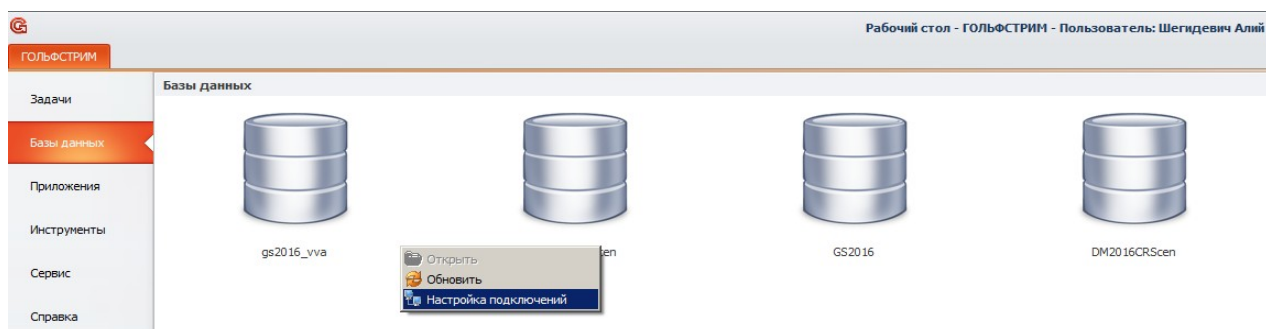 Рабочий стол - ГОЛЬФСТРИМ - Пользователь: Шегидевич Алий
ГОЛЬФСТРИМ
Базы данных
Задачи
Базы данных
Приложения
Инструменты
Сервис
Справка
gs2016_vva
cen
GS2016
DM2016CRScen
Открыть
Обновить
Настройка подключений